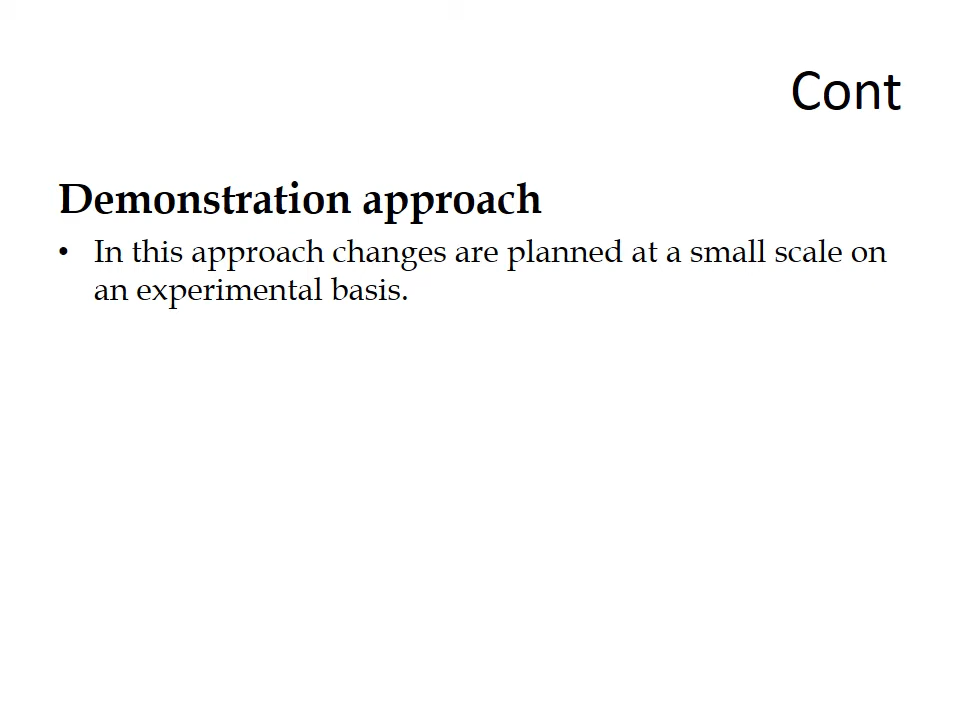 Cont
Demonstration approach
• In this approach changes are planned at a small scale on
an experimental basis.